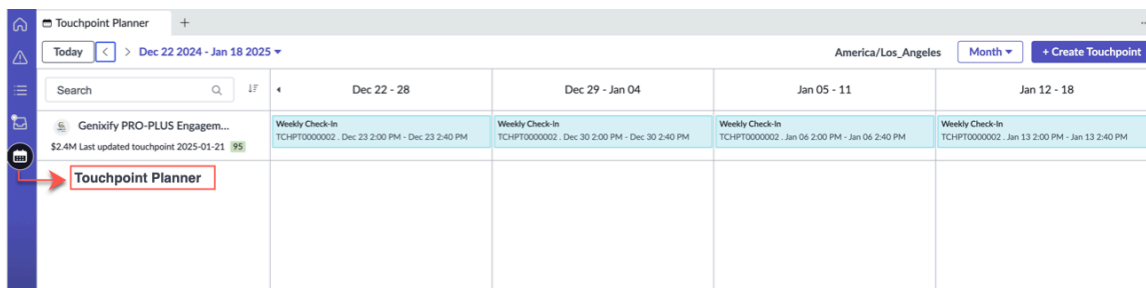 Touchpoint Planner
Today Dec 22 2024 - Jan 18 2025 America/Los_Angeles Month + Create Touchpoint
Search Dec 22 - 28 Dec 29 - Jan 04 Jan 05 - 11 Jan 12 - 18
Genixify PRO-PLUS Engagem...
$2.4M Last updated touchpoint 2025-01-21 95
Weekly Check-In Weekly Check-In Weekly Check-In Weekly Check-In
TCHPT0000002 . Dec 23 2:00 PM - Dec 23 2:40 PM TCHPT0000002 . Dec 30 2:00 PM - Dec 30 2:40 PM TCHPT0000002 . Jan 06 2:00 PM - Jan 06 2:40 PM TCHPT0000002 . Jan 13 2:00 PM - Jan 13 2:40 PM
Touchpoint Planner